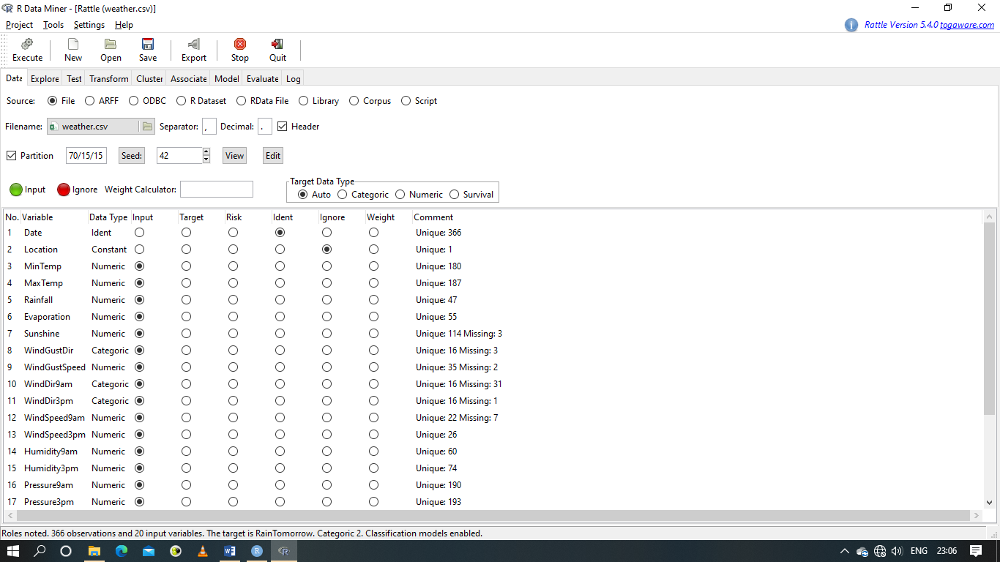 R Data Miner - [Rattle (weather.csv)]
Project Tools Settings Help
Rattle Version 5.4.0 togaware.com
Execute New Open Save Export Stop Quit
Data Explore Test Transform Cluster Associate Model Evaluate Log
Source: File ARFF ODBC R Dataset RData File Library Corpus Script
Filename: weather.csv Separator: , Decimal: . Header
Partition 70/15/15 Seed: 42 View Edit
Target Data Type
Input Ignore Weight Calculator: Auto Categoric Numeric Survival
No. Variable Data Type Input Target Risk Ident Ignore Weight Comment
1 Date Ident Unique: 366
2 Location Constant Unique: 1
3 MinTemp Numeric Unique: 180
4 MaxTemp Numeric Unique: 187
5 Rainfall Numeric Unique: 47
6 Evaporation Numeric Unique: 55
7 Sunshine Numeric Unique: 114 Missing: 3
8 WindGustDir Categoric Unique: 16 Missing: 3
9 WindGustSpeed Numeric Unique: 35 Missing: 2
10 WindDir9am Categoric Unique: 16 Missing: 31
11 WindDir3pm Categoric Unique: 16 Missing: 1
12 WindSpeed9am Numeric Unique: 22 Missing: 7
13 WindSpeed3pm Numeric Unique: 26
14 Humidity9am Numeric Unique: 60
15 Humidity3pm Numeric Unique: 74
16 Pressure9am Numeric Unique: 190
17 Pressure3pm Numeric Unique: 193
Roles noted. 366 observations and 20 input variables. The target is RainTomorrow. Categoric 2. Classification models enabled.
ENG 23:06